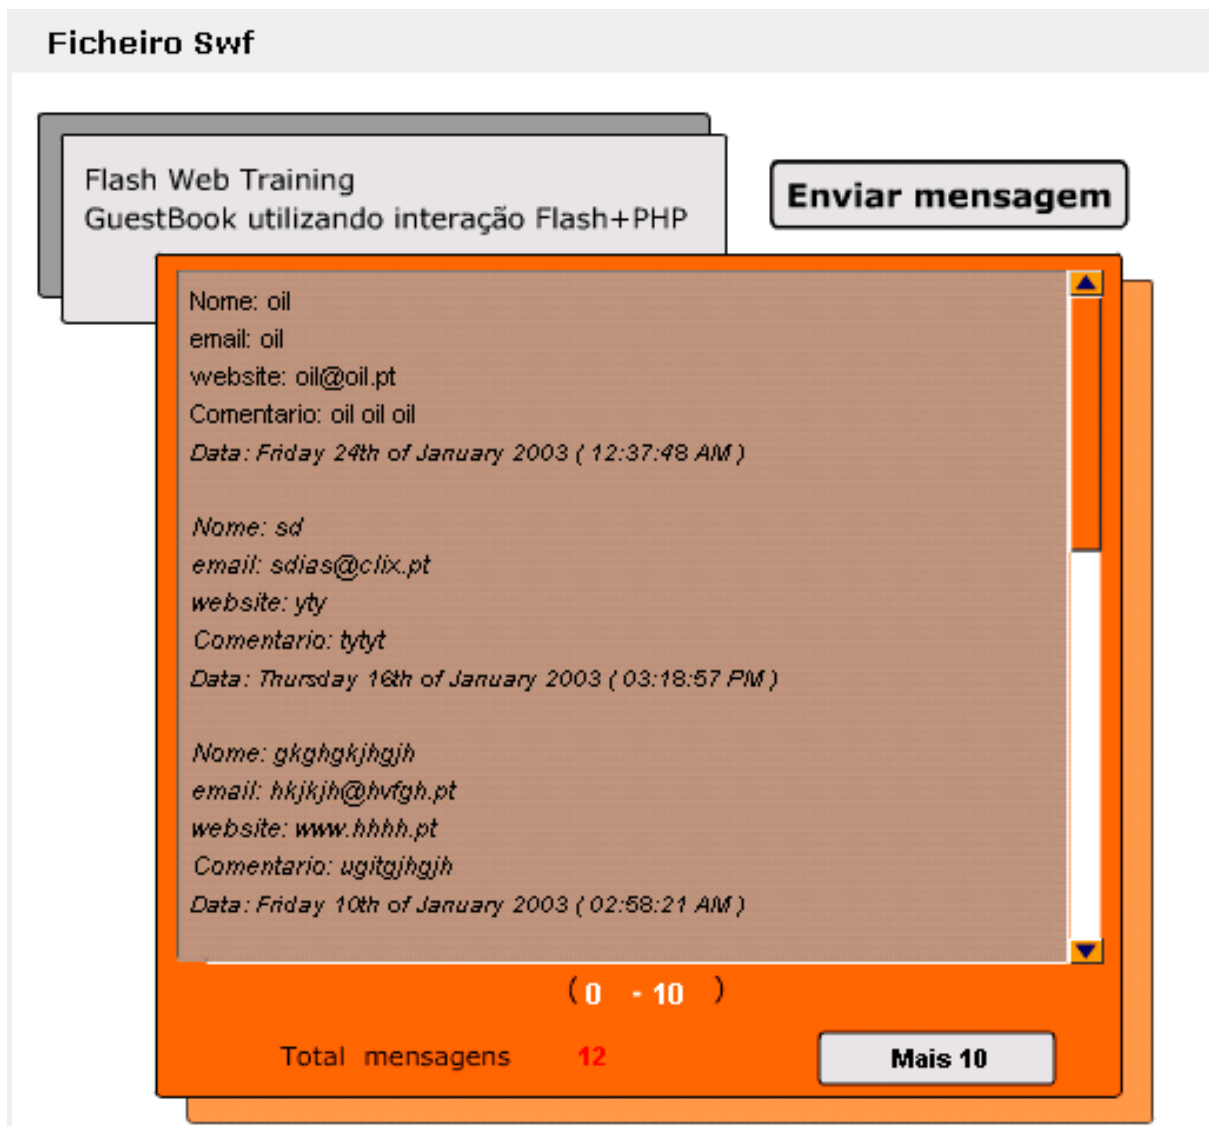 Ficheiro Swf
Flash Web Training
GuestBook utilizando interação Flash+PHP
Enviar mensagem
Nome: oil
email: oil
website: oil@oil.pt
Comentario: oil oil oil
Data: Friday 24th of January 2003 ( 12:37:48 AM )
Nome: sd
email: sdias@clix.pt
website: yty
Comentario: tytyt
Data: Thursday 16th of January 2003 ( 03:18:57 PM )
Nome: gkghgkjhgjh
email: hkjkjh@hvfgh.pt
website: www.hhhh.pt
Comentario: ugitgjhgjh
Data: Friday 10th of January 2003 ( 02:58:21 AM )
( 0 - 10 )
Total mensagens 12
Mais 10